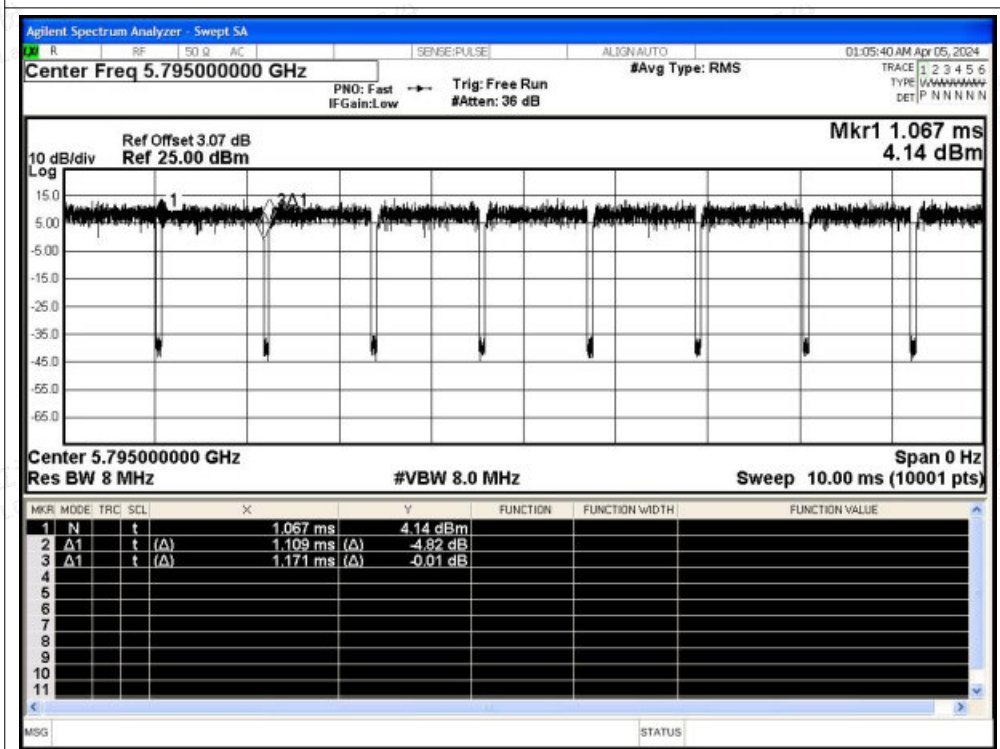 Agilent Spectrum Analyzer - Swept SA
R RF 50 Ω AC SENSE:PULSE ALIGN AUTO 01:05:40 AM Apr 05, 2024
Center Freq 5.795000000 GHz #Avg Type: RMS TRACE 1 2 3 4 5 6
PNO: Fast Trig: Free Run TYPE
IFGain:Low #Atten: 36 dB DET P N N N N N
Mkr1 1.067 ms
Ref Offset 3.07 dB
10 dB/div Ref 25.00 dBm 4.14 dBm
Log
15.0
1 3Δ1
5.00
-5.00
-15.0
-25.0
-35.0
-45.0
-55.0
-65.0
Center 5.795000000 GHz Span 0 Hz
Res BW 8 MHz #VBW 8.0 MHz Sweep 10.00 ms (10001 pts)
MKR MODE TRC SCL X Y FUNCTION FUNCTION WIDTH FUNCTION VALUE
1 N t 1.067 ms 4.14 dBm
2 Δ1 t (Δ) 1.109 ms (Δ) -4.82 dB
3 Δ1 t (Δ) 1.171 ms (Δ) -0.01 dB
4
5
6
7
8
9
10
11
MSG STATUS